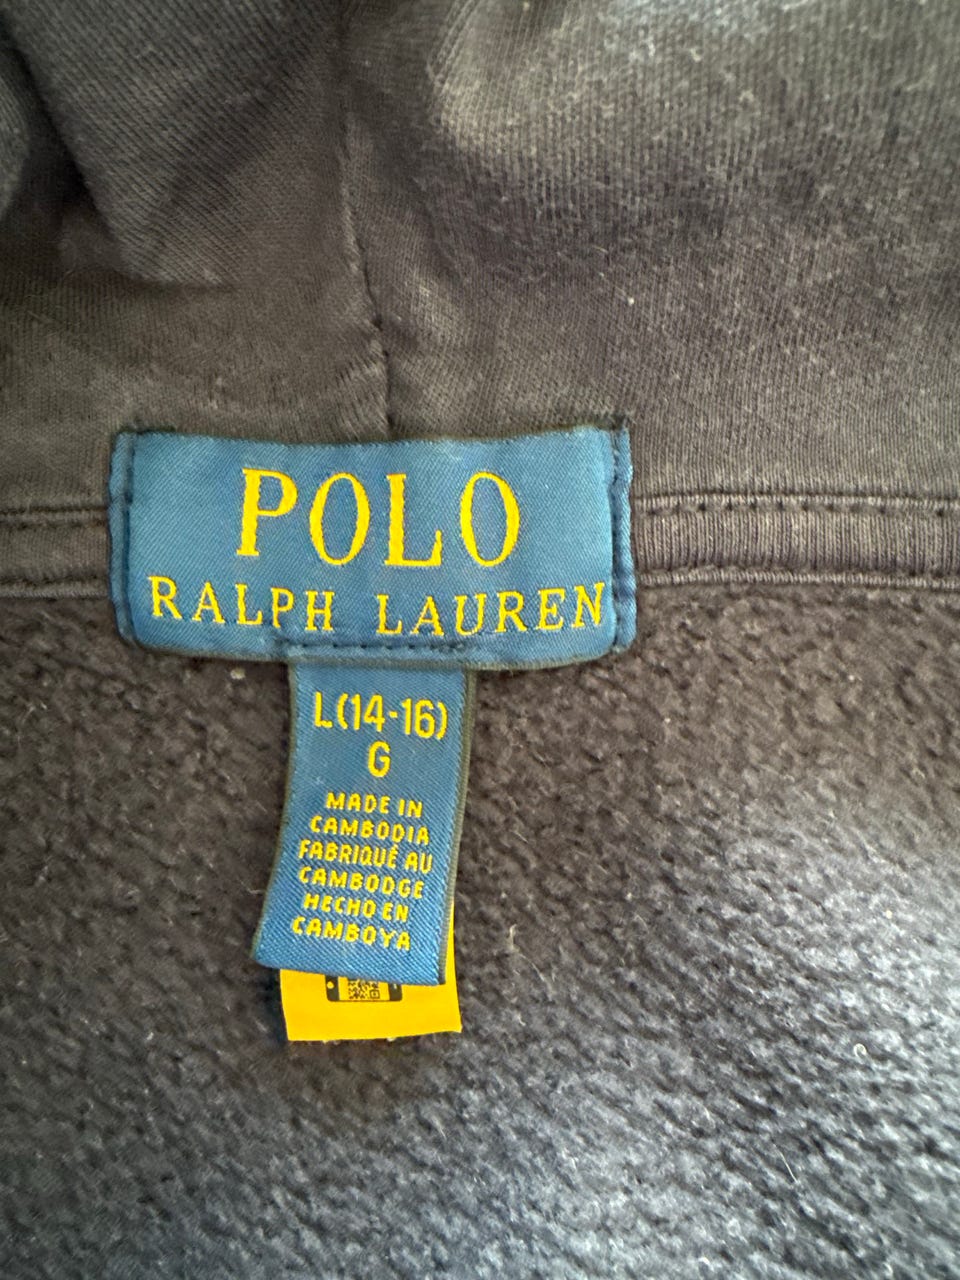 POLO
RALPH LAUREN
L(14-16)
G
MADE IN
CAMBODIA
FABRIQUÉ AU
CAMBODGE
HECHO EN
CAMBOYA